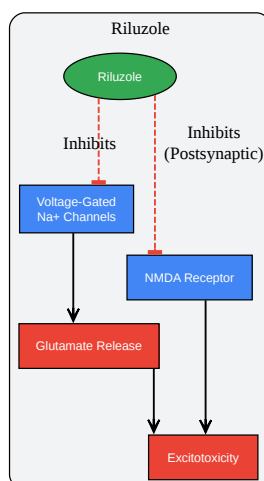 Riluzole
Riluzole
Inhibits
Inhibits
(Postsynaptic)
Voltage-Gated
Na+ Channels
NMDA Receptor
Glutamate Release
Excitotoxicity